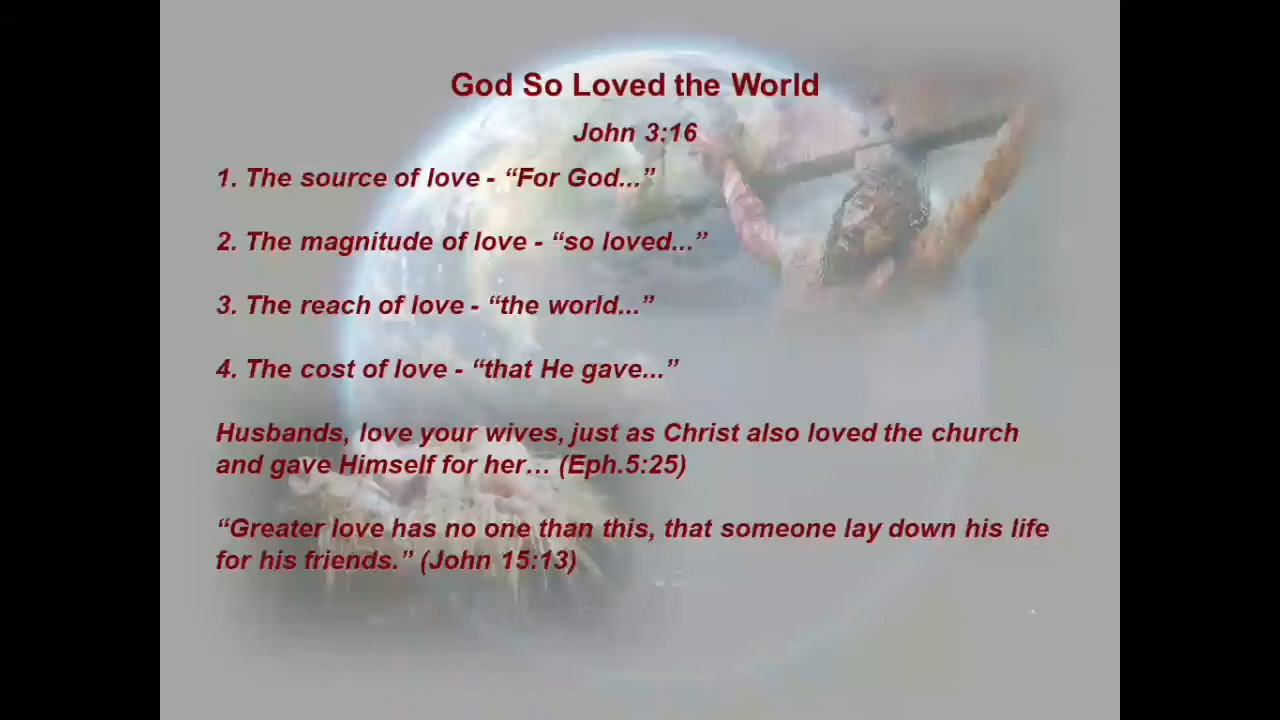 God So Loved the World
John 3:16
1. The source of love - “For God...”
2. The magnitude of love - “so loved...”
3. The reach of love - “the world...”
4. The cost of love - “that He gave...”
Husbands, love your wives, just as Christ also loved the church
and gave Himself for her… (Eph.5:25)
“Greater love has no one than this, that someone lay down his life
for his friends.” (John 15:13)